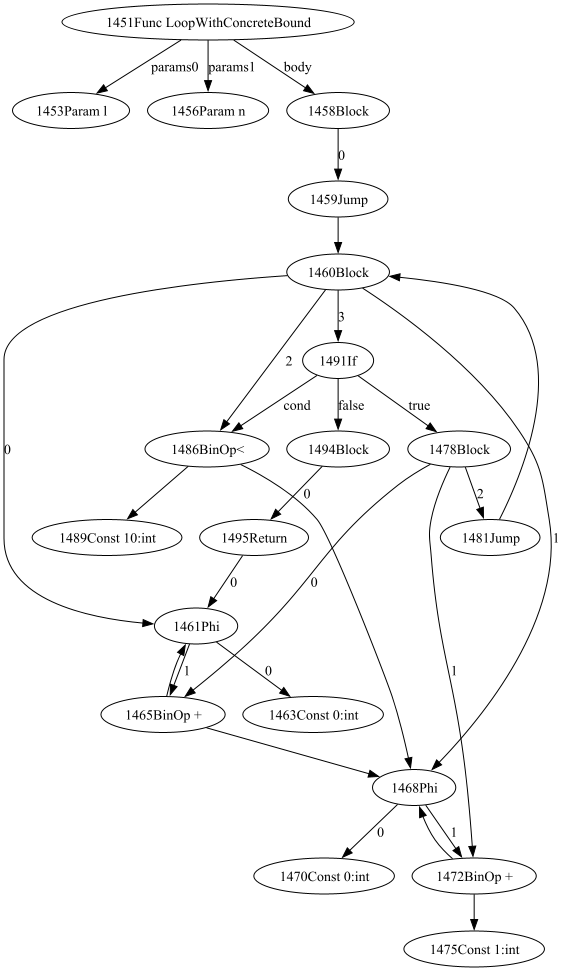 1451Func LoopWithConcreteBound
params0
params1
body
1453Param l
1456Param n
1458Block
0
1459Jump
1460Block
3
2
1491If
cond
false
true
1486BinOp<
1494Block
1478Block
0
2
0
1
1489Const 10:int
1495Return
1481Jump
0
0
1461Phi
1
0
1
1465BinOp +
1463Const 0:int
1468Phi
0
1
1470Const 0:int
1472BinOp +
1475Const 1:int